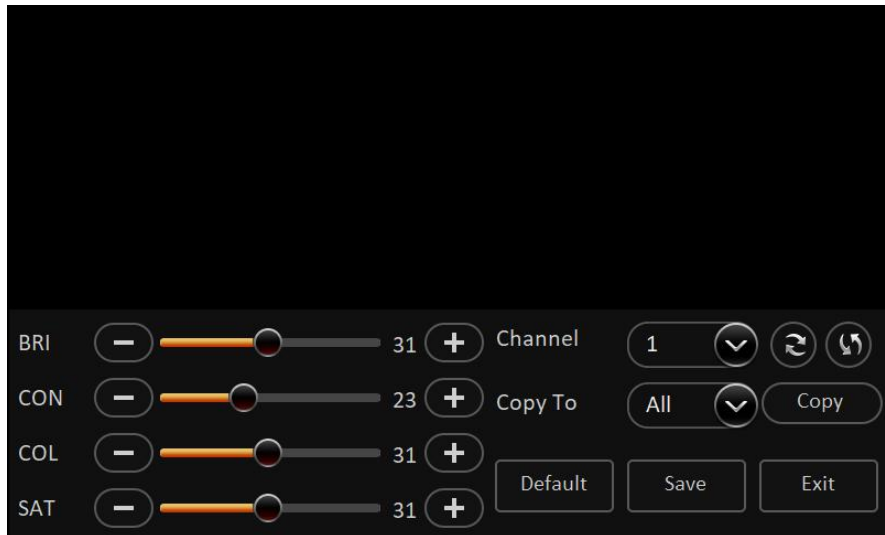 BRI 31 Channel 1
CON 23 Copy To All Copy
COL 31
Default Save Exit
SAT 31